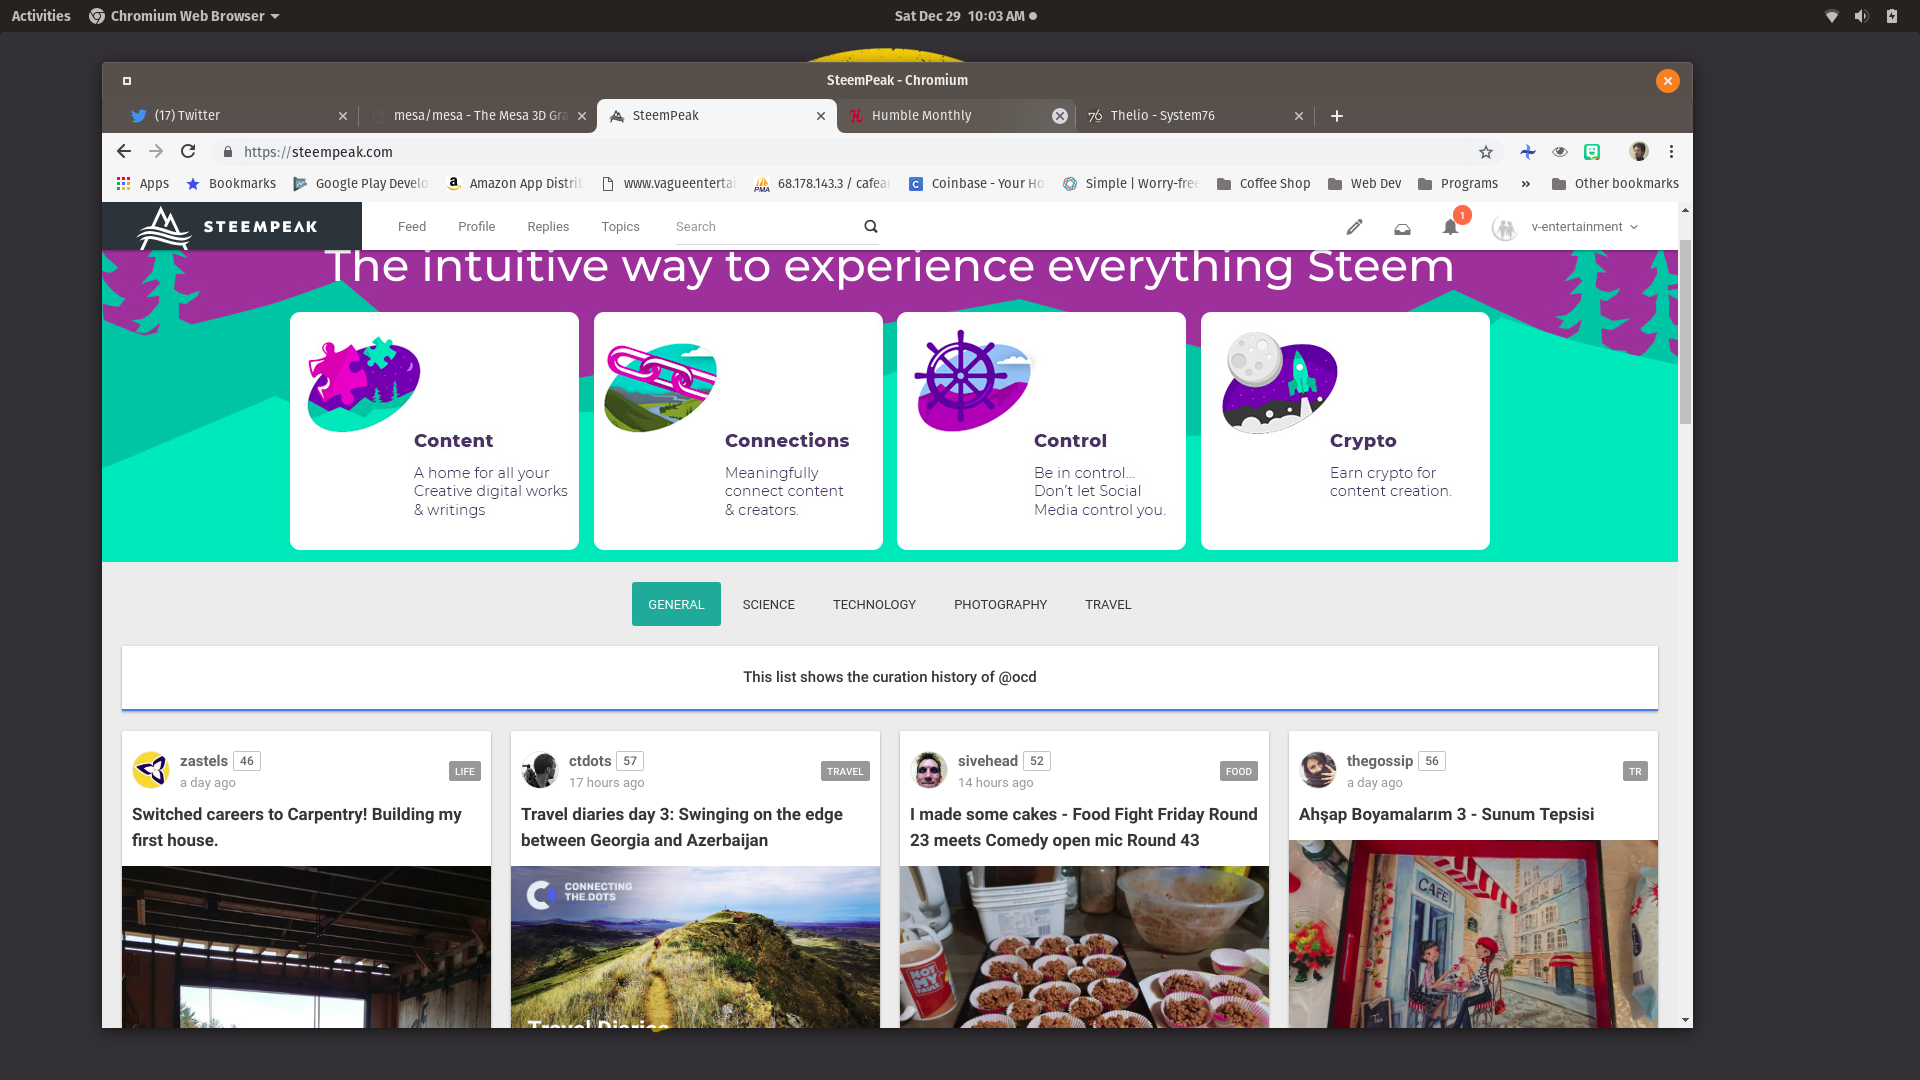 Activities
Chromium Web Browser
Sat Dec 29 10:03 AM
SteemPeak - Chromium
(17) Twitter
mesa/mesa - The Mesa 3D Gra
SteemPeak
Humble Monthly
Thelio - System76
https://steempeak.com
Apps
Bookmarks
Google Play Develo
Amazon App Distrib
www.vagueentertai
68.178.143.3 / cafeac
Coinbase - Your Ho
Simple | Worry-free
Coffee Shop
Web Dev
Programs
»
Other bookmarks
STEEMPEAK
Feed
Profile
Replies
Topics
Search
1
v-entertainment
The intuitive way to experience everything Steem
Content
A home for all your
Creative digital works
& writings
Connections
Meaningfully
connect content
& creators.
Control
Be in control...
Don't let Social
Media control you.
Crypto
Earn crypto for
content creation.
GENERAL
SCIENCE
TECHNOLOGY
PHOTOGRAPHY
TRAVEL
This list shows the curation history of @ocd
zastels 46
a day ago
LIFE
Switched careers to Carpentry! Building my
first house.
ctdots 57
17 hours ago
TRAVEL
Travel diaries day 3: Swinging on the edge
between Georgia and Azerbaijan
CONNECTING
THE DOTS
Travel Diaries
sivehead 52
14 hours ago
FOOD
I made some cakes - Food Fight Friday Round
23 meets Comedy open mic Round 43
NOT
MY
FAULT
thegossip 56
a day ago
TR
Ahşap Boyamalarım 3 - Sunum Tepsisi
CAFE